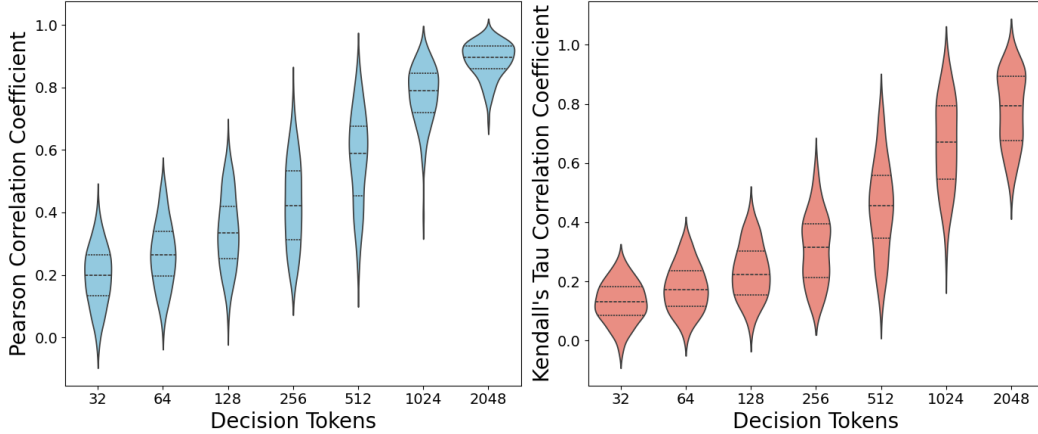 Pearson Correlation Coefficient
1.0
0.8
0.6
0.4
0.2
0.0
32 64 128 256 512 1024 2048
Decision Tokens
Kendall's Tau Correlation Coefficient
1.0
0.8
0.6
0.4
0.2
0.0
32 64 128 256 512 1024 2048
Decision Tokens